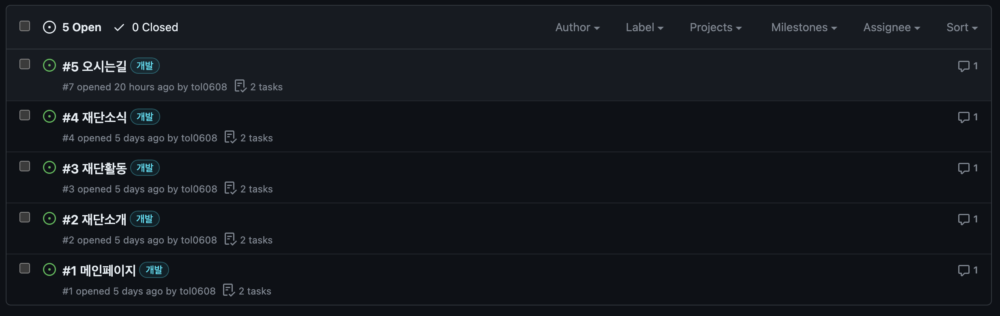 5 Open 0 Closed Author Label Projects Milestones Assignee Sort
#5 오시는길 개발 1
#7 opened 20 hours ago by tol0608 2 tasks
#4 재단소식 개발 1
#4 opened 5 days ago by tol0608 2 tasks
#3 재단활동 개발 1
#3 opened 5 days ago by tol0608 2 tasks
#2 재단소개 개발 1
#2 opened 5 days ago by tol0608 2 tasks
#1 메인페이지 개발 1
#1 opened 5 days ago by tol0608 2 tasks